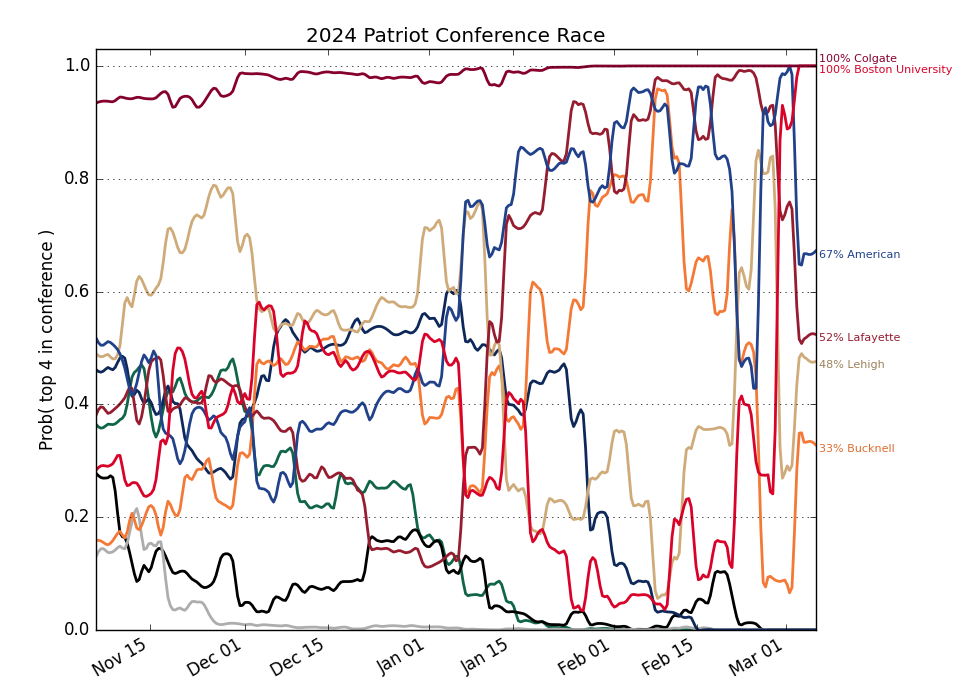 2024 Patriot Conference Race
Prob( top 4 in conference )
1.0
0.8
0.6
0.4
0.2
0.0
Nov 15
Dec 01
Dec 15
Jan 01
Jan 15
Feb 01
Feb 15
Mar 01
100% Colgate
100% Boston University
67% American
52% Lafayette
48% Lehigh
33% Bucknell